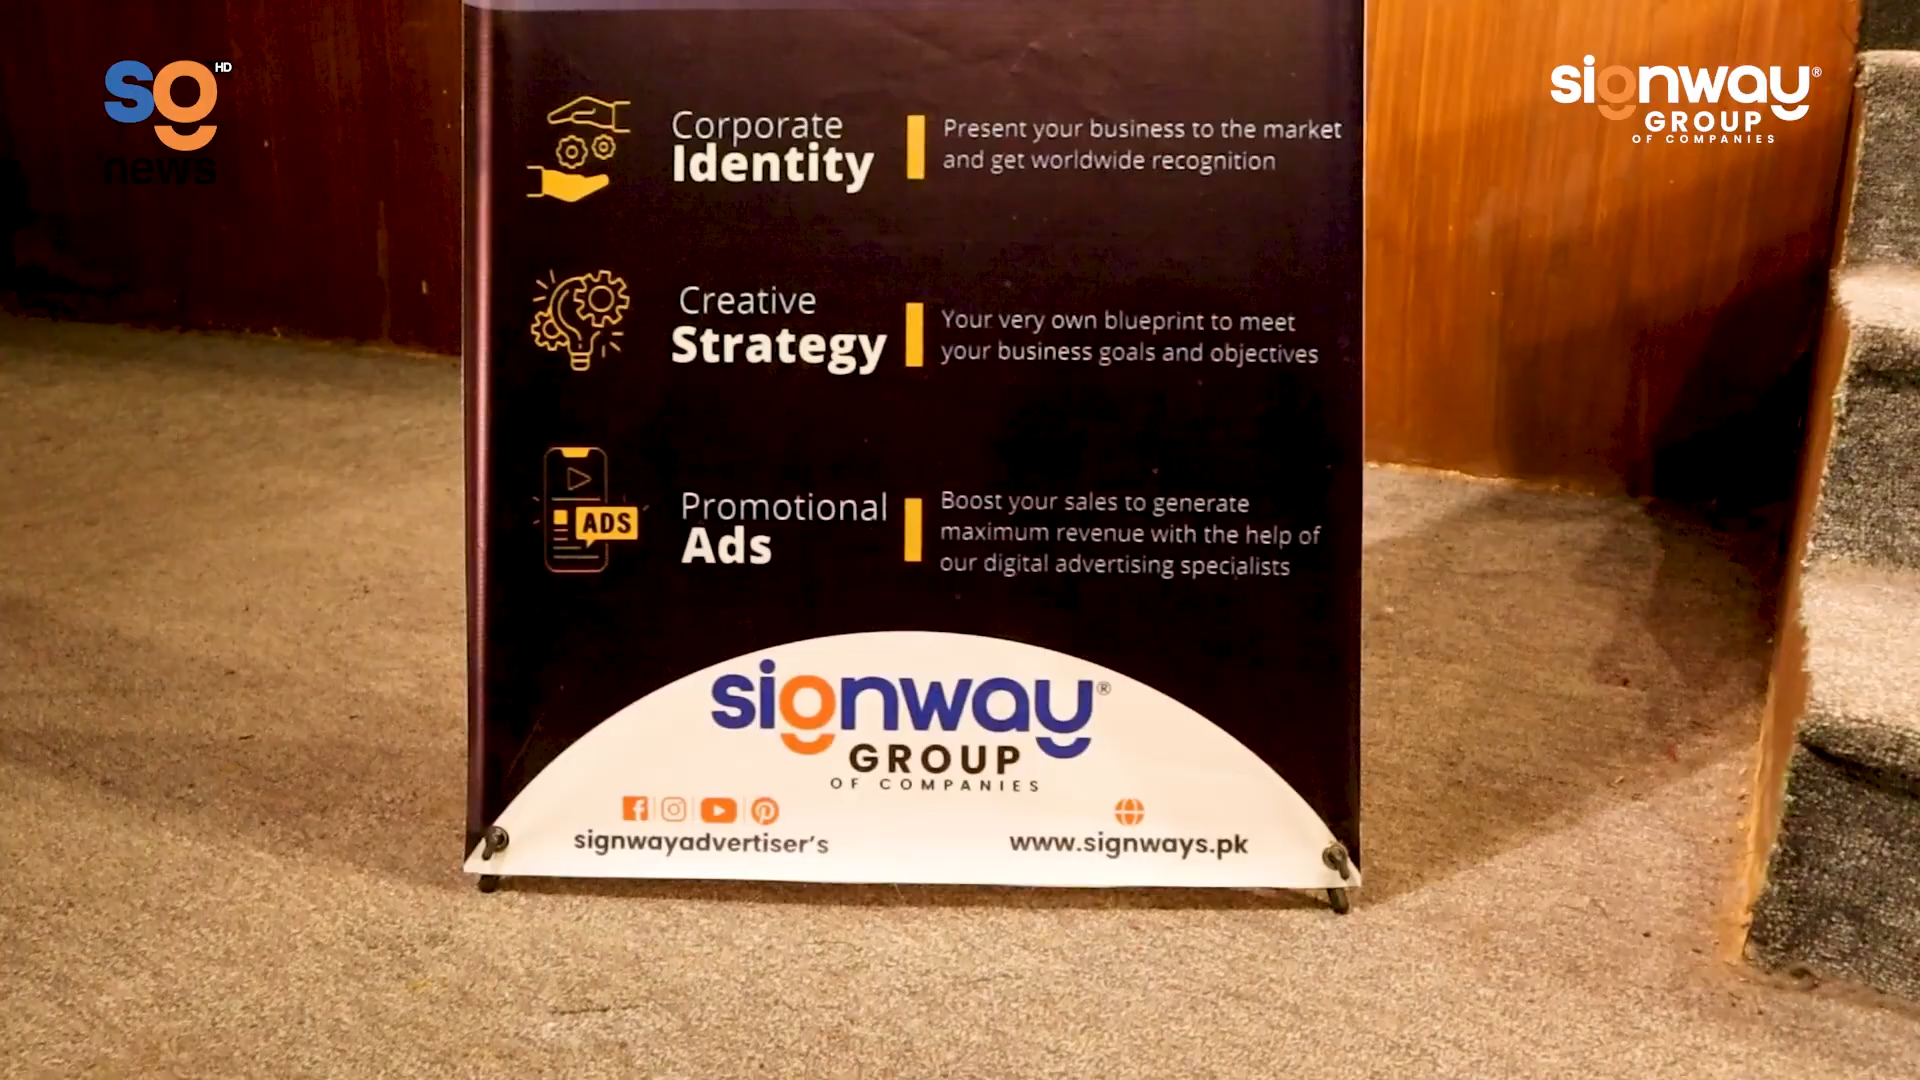 sg HD
news
signway®
GROUP
OF COMPANIES
Corporate
Identity
Present your business to the market
and get worldwide recognition
Creative
Strategy
Your very own blueprint to meet
your business goals and objectives
ADS
Promotional
Ads
Boost your sales to generate
maximum revenue with the help of
our digital advertising specialists
signway®
GROUP
OF COMPANIES
signwayadvertiser's
www.signways.pk